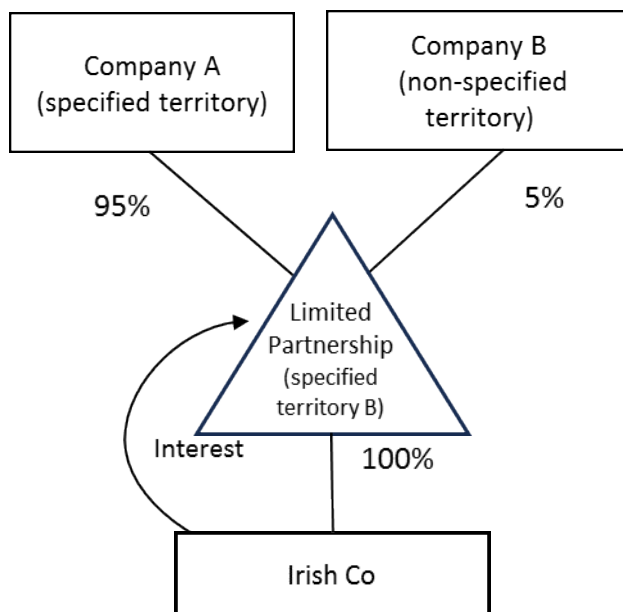 Company A
(specified territory)
Company B
(non-specified
territory)
95%
5%
Limited
Partnership
(specified
territory B)
Interest
100%
Irish Co